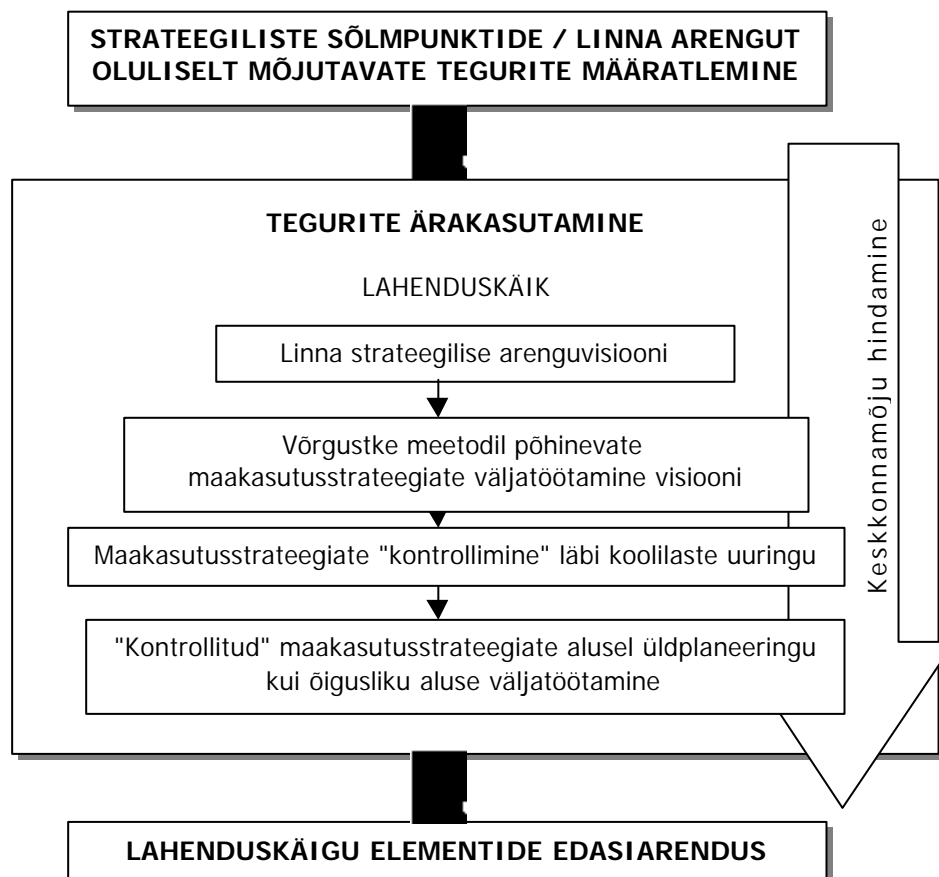 STRATEEGILISTE SÕLMPUNKTIDE / LINNA ARENGUT
OLULISELT MÕJUTAVATE TEGURITE MÄÄRATLEMINE
TEGURITE ÄRAKASUTAMINE
LAHENDUSKÄIK
Linna strateegilise arenguvisiooni
Võrgustke meetodil põhinevate
maakasutusstrateegiate väljatöötamine visiooni
Maakasutusstrateegiate "kontrollimine" läbi koolilaste uuringu
"Kontrollitud" maakasutusstrateegiate alusel üldplaneeringu
kui õigusliku aluse väljatöötamine
Keskkonnamõju hindamine
LAHENDUSKÄIGU ELEMENTIDE EDASIARENDUS